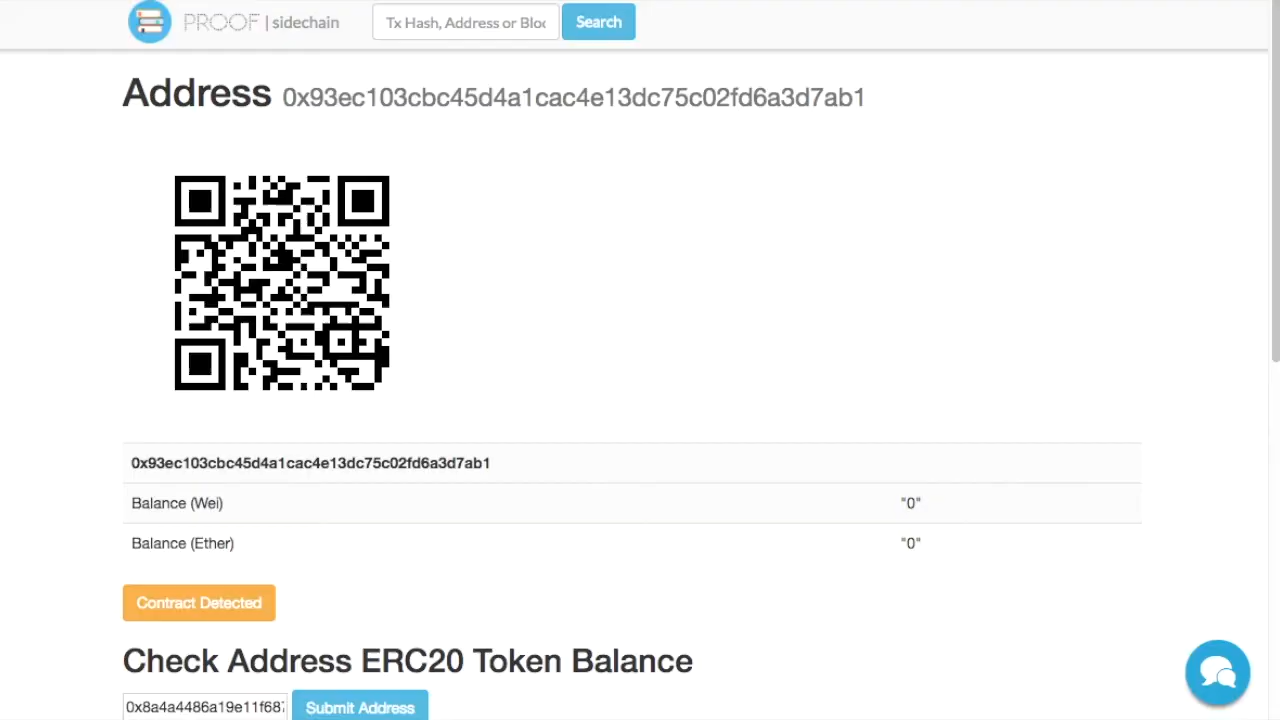 PROOF | sidechain
Tx Hash, Address or Bloc
Search
Address 0x93ec103cbc45d4a1cac4e13dc75c02fd6a3d7ab1
0x93ec103cbc45d4a1cac4e13dc75c02fd6a3d7ab1
Balance (Wei) "0"
Balance (Ether) "0"
Contract Detected
Check Address ERC20 Token Balance
0x8a4a4486a19e11f687
Submit Address